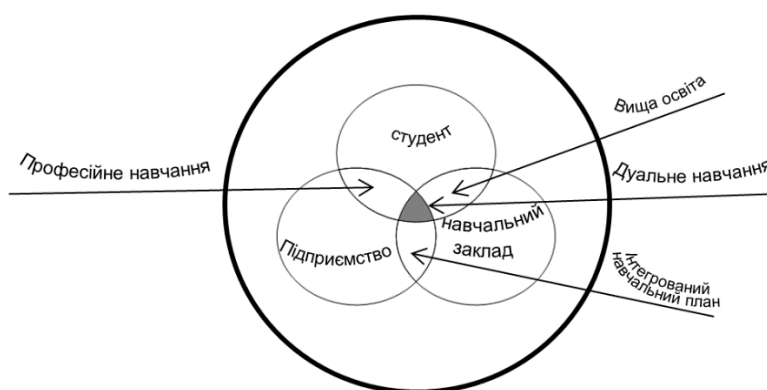 Вища освіта
студент
Професійне навчання
Дуальне навчання
навчальний
заклад
Підприємство
Інтегрований
навчальний план